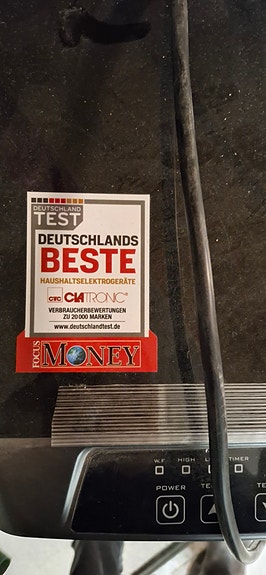 DEUTSCHLAND
TEST
DEUTSCHLANDS
BESTE
HAUSHALTSELEKTROGERÄTE
CTC CLATRONIC®
VERBRAUCHERBEWERTUNGEN
ZU 20 000 MARKEN
www.deutschlandtest.de
FOCUS MONEY
W.F. HIGH TIMER
POWER